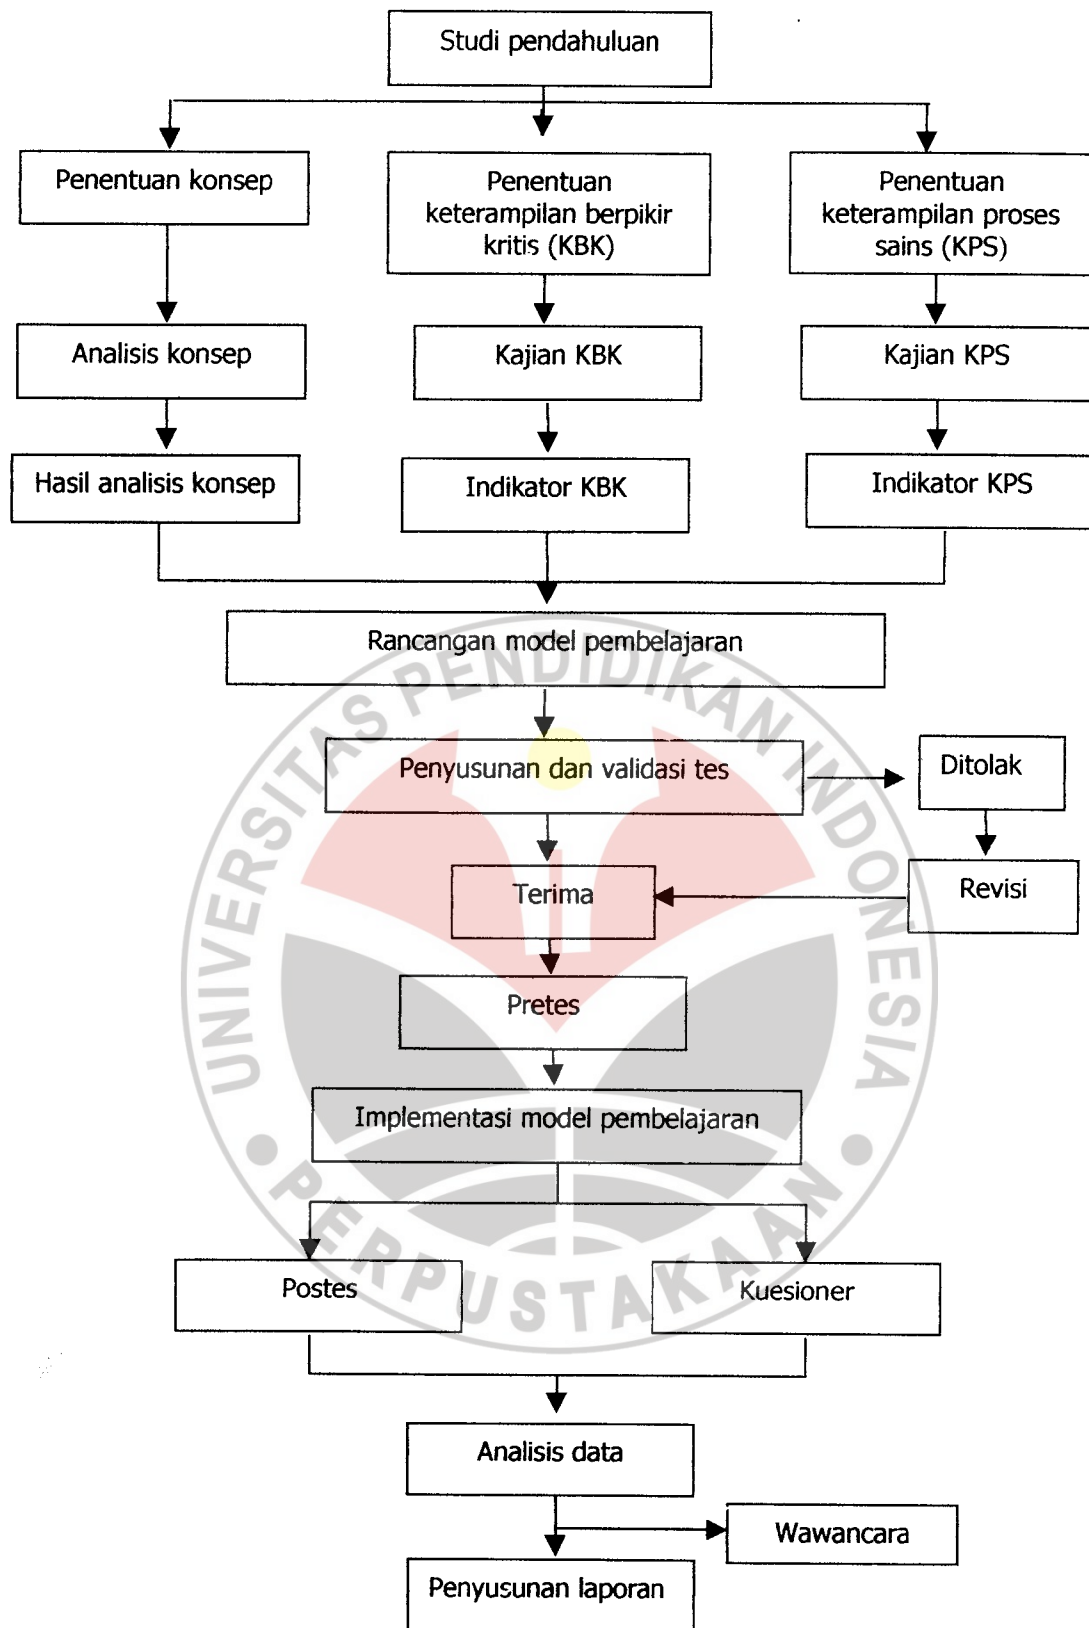 Studi pendahuluan
Penentuan konsep
Penentuan
keterampilan berpikir
kritis (KBK)
Penentuan
keterampilan proses
sains (KPS)
Analisis konsep
Kajian KBK
Kajian KPS
Hasil analisis konsep
Indikator KBK
Indikator KPS
Rancangan model pembelajaran
Penyusunan dan validasi tes
Ditolak
Terima
Revisi
Pretes
Implementasi model pembelajaran
Postes
Kuesioner
Analisis data
Wawancara
Penyusunan laporan
UNIVERSITAS PENDIDIKAN INDONESIA
PERPUSTAKAAN